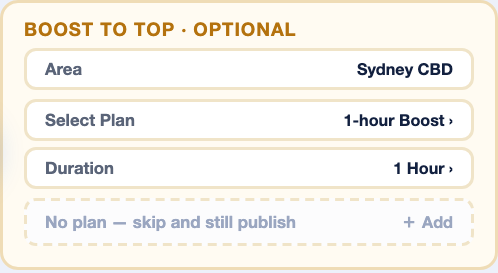 BOOST TO TOP · OPTIONAL
Area Sydney CBD
Select Plan 1-hour Boost ›
Duration 1 Hour ›
No plan — skip and still publish + Add